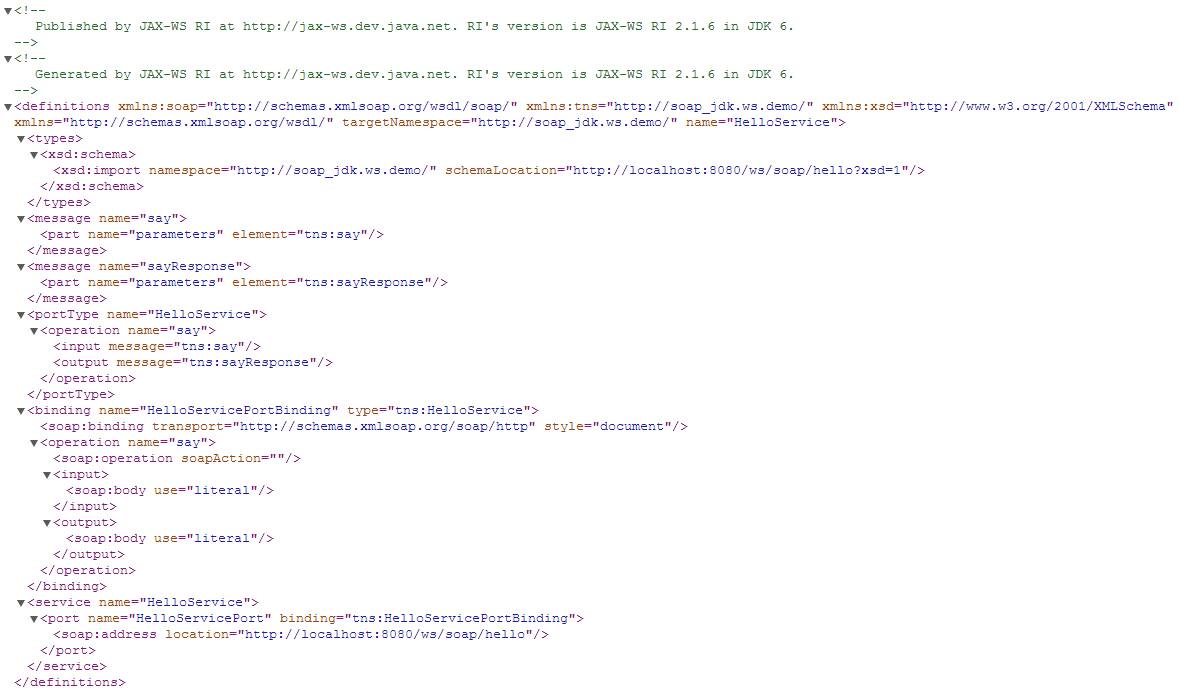 ▼<!--
Published by JAX-WS RI at http://jax-ws.dev.java.net. RI's version is JAX-WS RI 2.1.6 in JDK 6.
-->
▼<!--
Generated by JAX-WS RI at http://jax-ws.dev.java.net. RI's version is JAX-WS RI 2.1.6 in JDK 6.
-->
▼<definitions xmlns:soap="http://schemas.xmlsoap.org/wsdl/soap/" xmlns:tns="http://soap_jdk.ws.demo/" xmlns:xsd="http://www.w3.org/2001/XMLSchema"
xmlns="http://schemas.xmlsoap.org/wsdl/" targetNamespace="http://soap_jdk.ws.demo/" name="HelloService">
▼<types>
▼<xsd:schema>
<xsd:import namespace="http://soap_jdk.ws.demo/" schemaLocation="http://localhost:8080/ws/soap/hello?xsd=1"/>
</xsd:schema>
</types>
▼<message name="say">
<part name="parameters" element="tns:say"/>
</message>
▼<message name="sayResponse">
<part name="parameters" element="tns:sayResponse"/>
</message>
▼<portType name="HelloService">
▼<operation name="say">
<input message="tns:say"/>
<output message="tns:sayResponse"/>
</operation>
</portType>
▼<binding name="HelloServicePortBinding" type="tns:HelloService">
<soap:binding transport="http://schemas.xmlsoap.org/soap/http" style="document"/>
▼<operation name="say">
<soap:operation soapAction=""/>
▼<input>
<soap:body use="literal"/>
</input>
▼<output>
<soap:body use="literal"/>
</output>
</operation>
</binding>
▼<service name="HelloService">
▼<port name="HelloServicePort" binding="tns:HelloServicePortBinding">
<soap:address location="http://localhost:8080/ws/soap/hello"/>
</port>
</service>
</definitions>